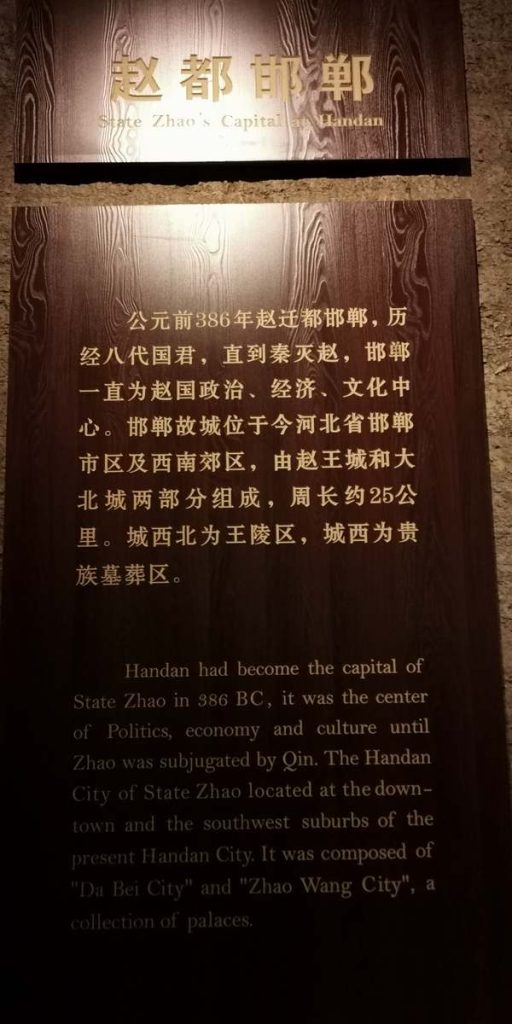 赵都邯郸
State Zhao's Capital at Handan
公元前386年赵迁都邯郸，历
经八代国君，直到秦灭赵，邯郸
一直为赵国政治、经济、文化中
心。邯郸故城位于今河北省邯郸
市区及西南郊区，由赵王城和大
北城两部分组成，周长约25公
里。城西北为王陵区，城西为贵
族墓葬区。
Handan had become the capital of
State Zhao in 386 BC, it was the center
of Politics, economy and culture until
Zhao was subjugated by Qin. The Handan
City of State Zhao located at the down-
town and the southwest suburbs of the
present Handan City. It was composed of
"Da Bei City" and "Zhao Wang City", a
collection of palaces.